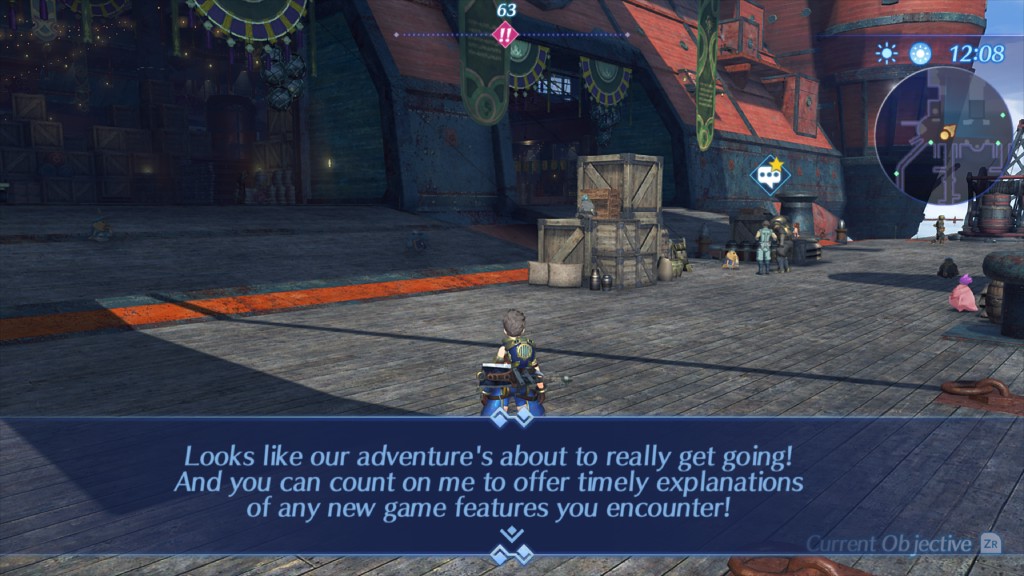 63
!!
12:08
Looks like our adventure's about to really get going!
And you can count on me to offer timely explanations
of any new game features you encounter!
Current Objective ZR